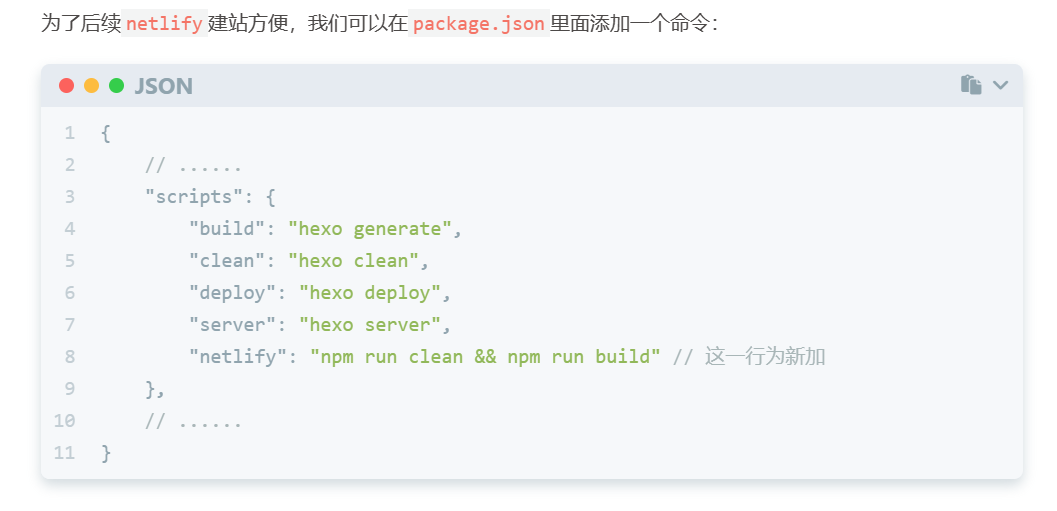 为了后续netlify建站方便，我们可以在package.json里面添加一个命令：
JSON
1 {
2     // ......
3     "scripts": {
4         "build": "hexo generate",
5         "clean": "hexo clean",
6         "deploy": "hexo deploy",
7         "server": "hexo server",
8         "netlify": "npm run clean && npm run build" // 这一行为新加
9     },
10     // ......
11 }